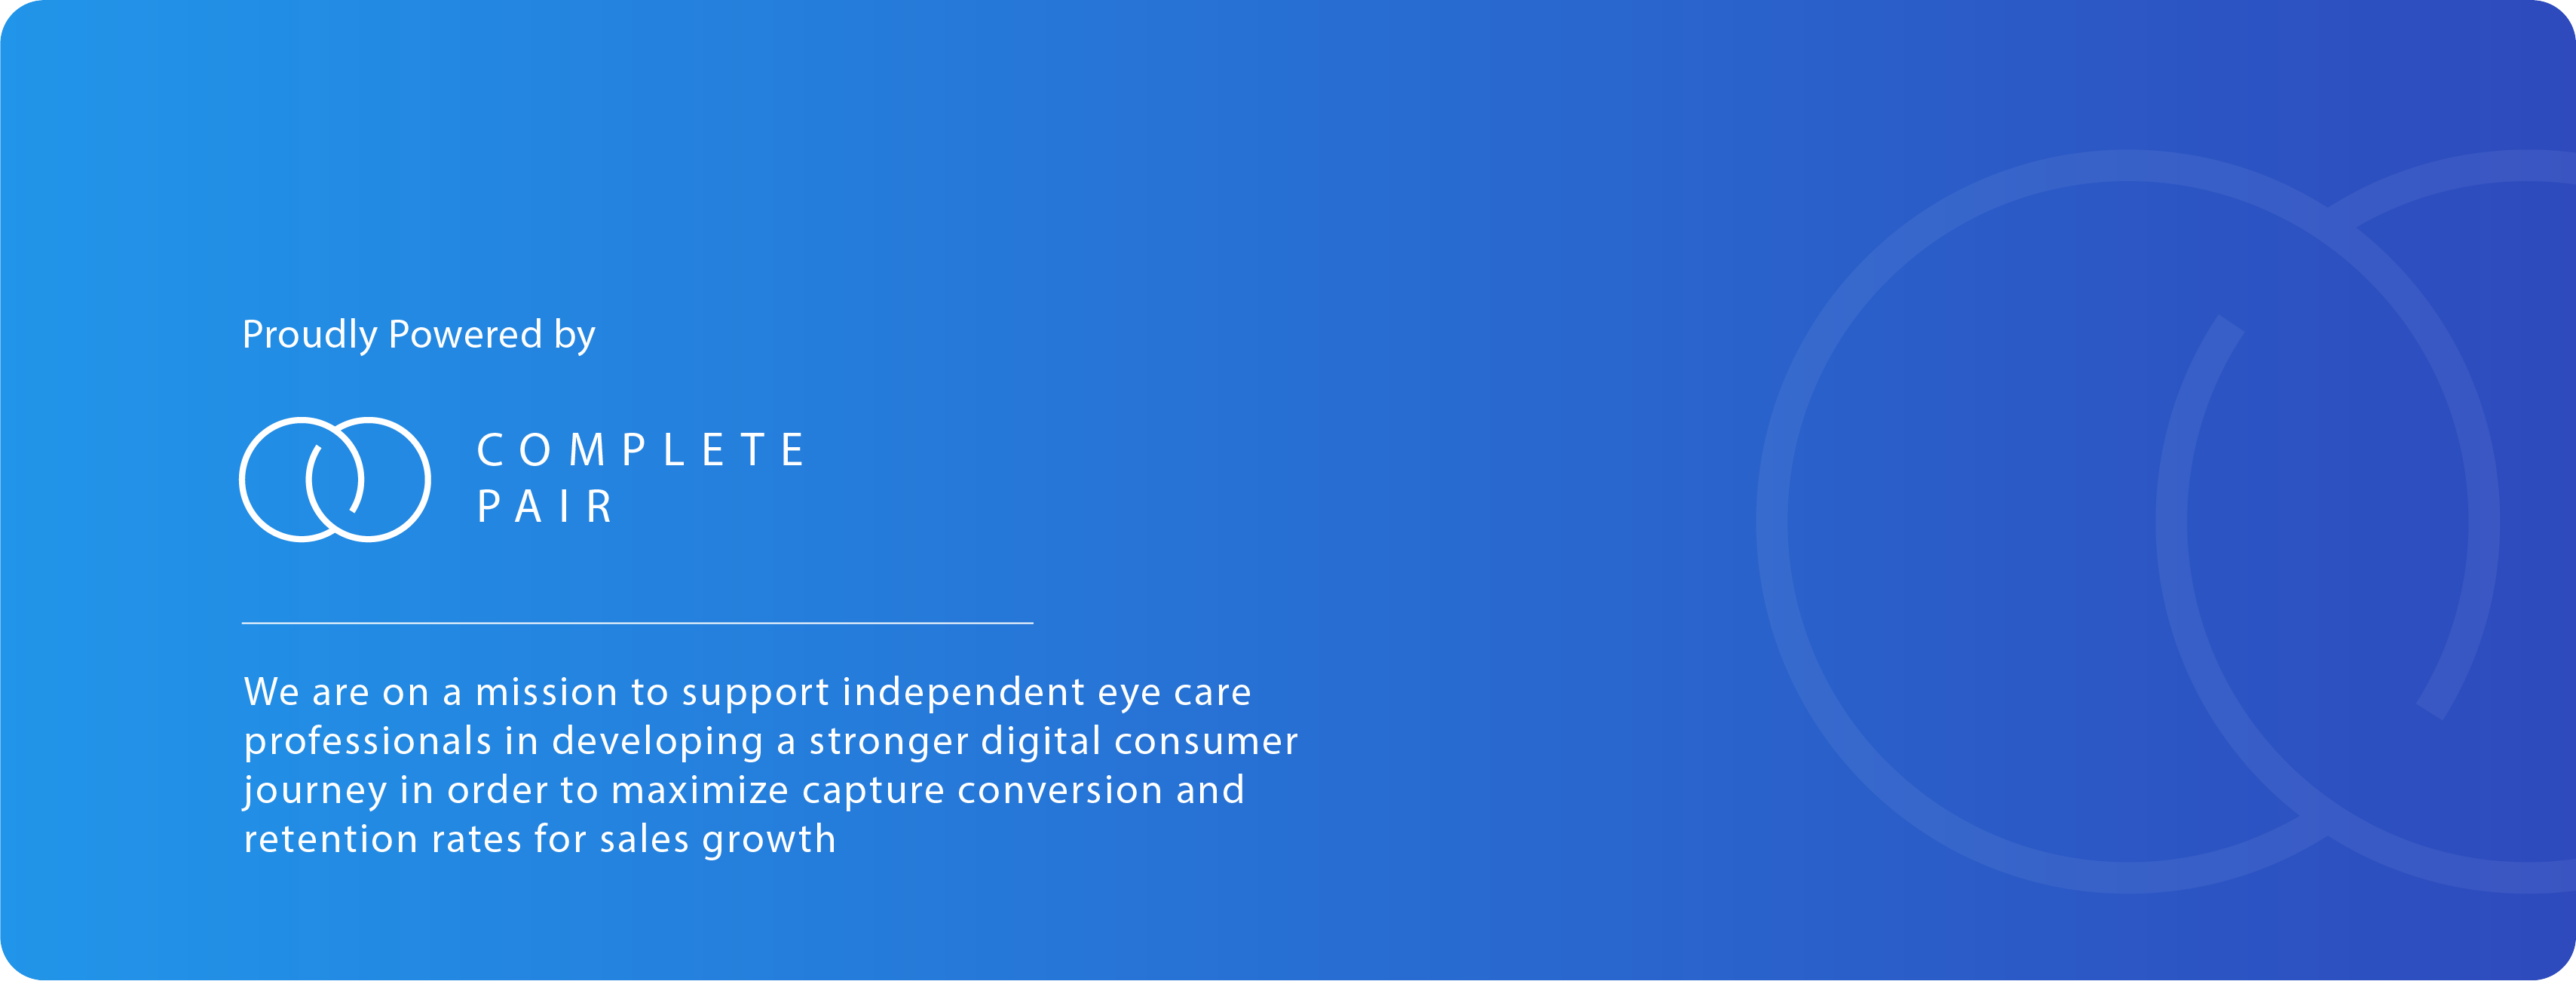 Proudly Powered by
COMPLETE
PAIR
We are on a mission to support independent eye care
professionals in developing a stronger digital consumer
journey in order to maximize capture conversion and
retention rates for sales growth